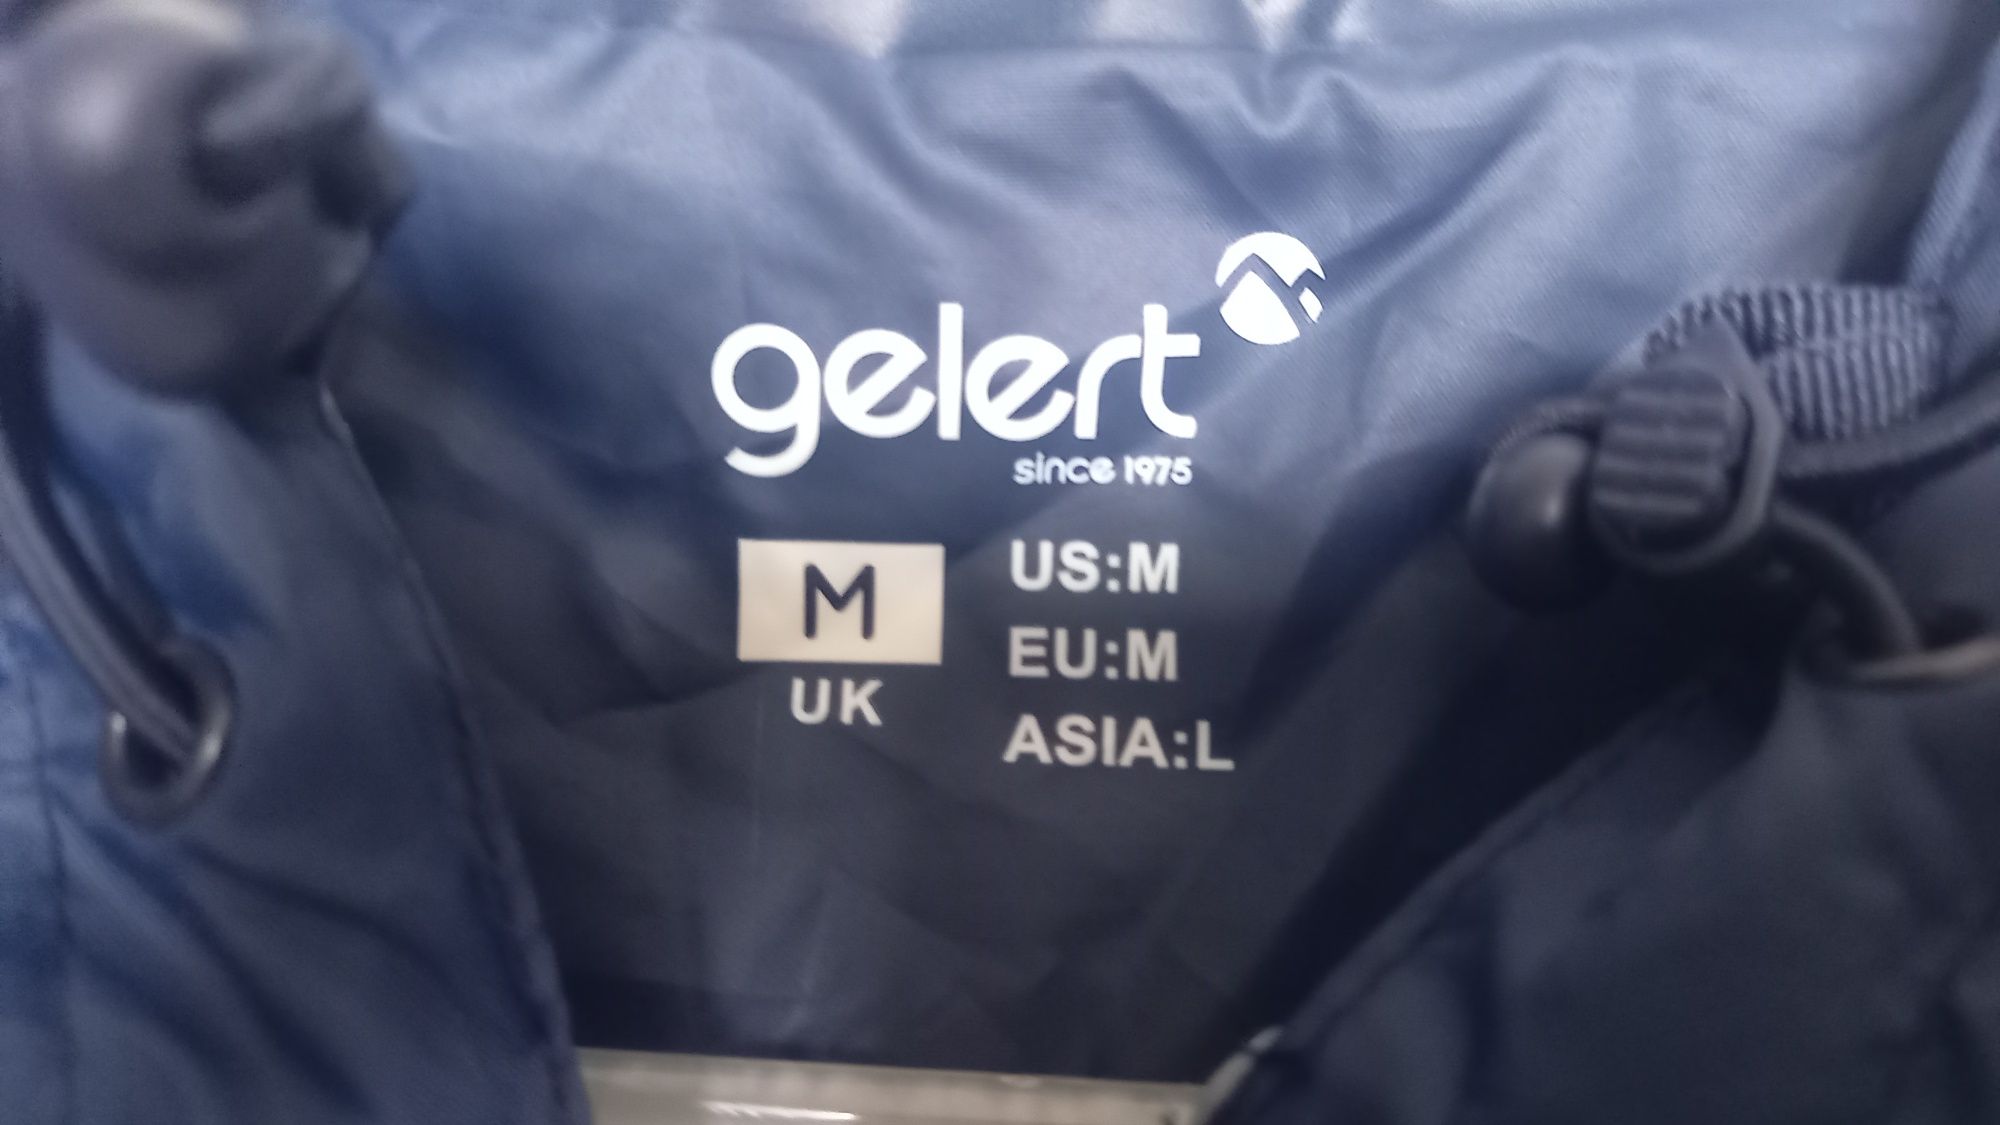 gelert
since 1975
M
UK
US:M
EU:M
ASIA:L